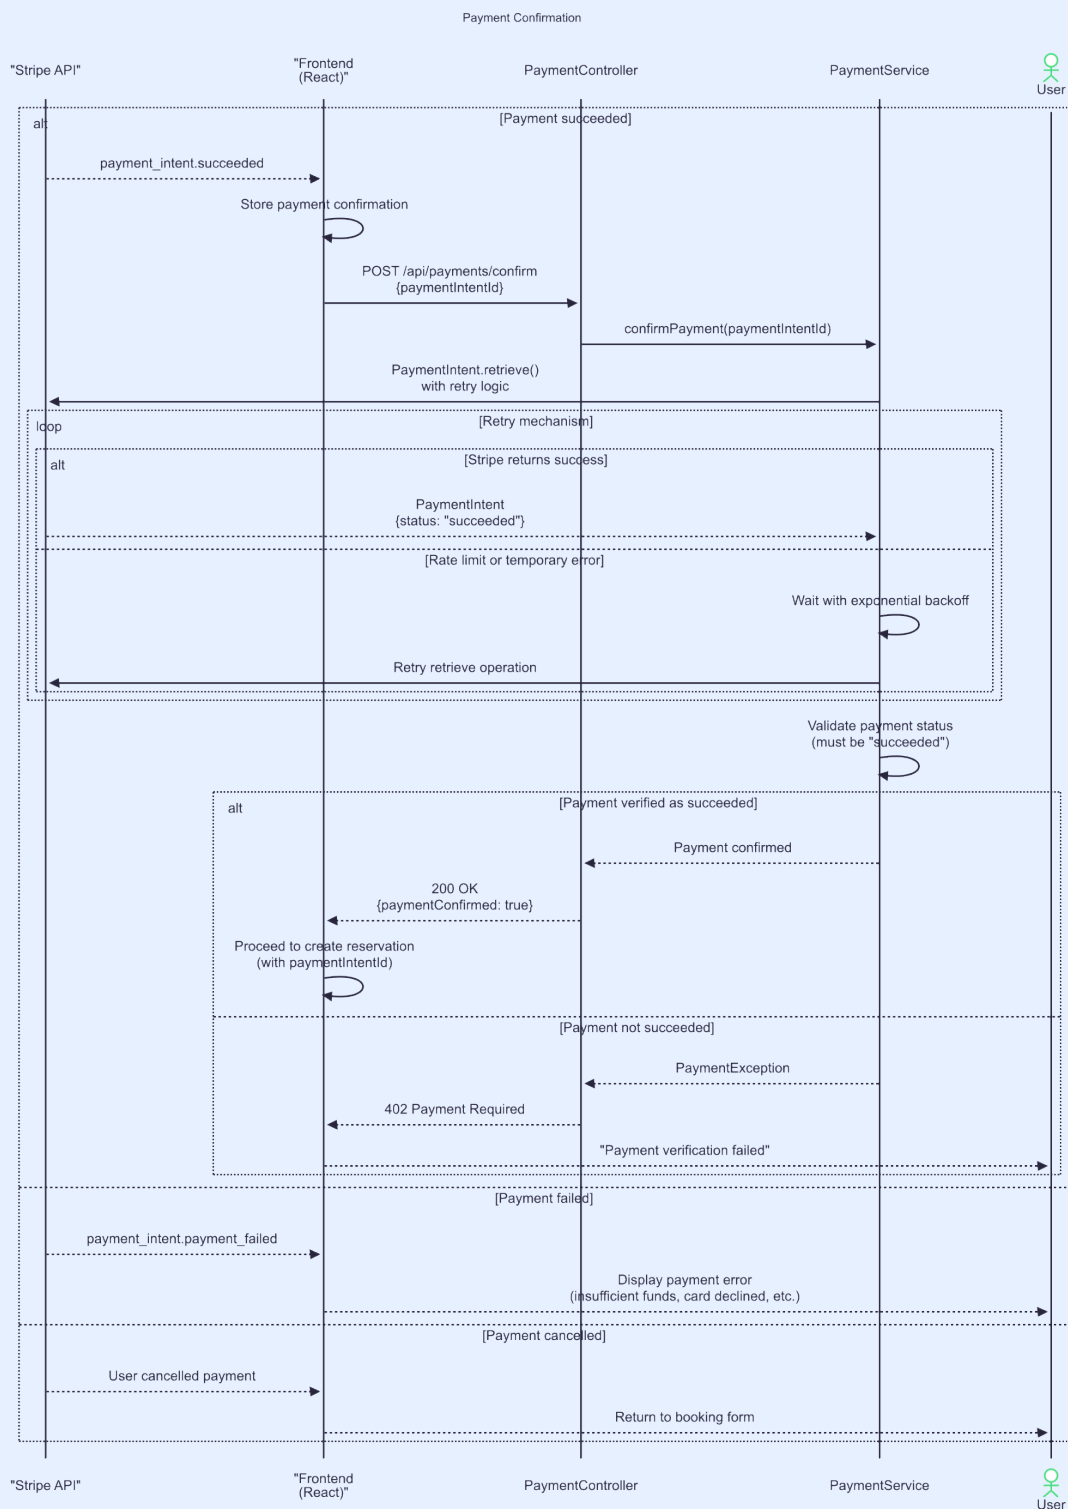 Payment Confirmation
"Stripe API"
"Frontend
(React)"
PaymentController
PaymentService
User
alt
[Payment succeeded]
payment_intent.succeeded
Store payment confirmation
POST /api/payments/confirm
{paymentIntentId}
confirmPayment(paymentIntentId)
PaymentIntent.retrieve()
with retry logic
loop
[Retry mechanism]
alt
[Stripe returns success]
PaymentIntent
{status: "succeeded"}
[Rate limit or temporary error]
Wait with exponential backoff
Retry retrieve operation
Validate payment status
(must be "succeeded")
alt
[Payment verified as succeeded]
Payment confirmed
200 OK
{paymentConfirmed: true}
Proceed to create reservation
(with paymentIntentId)
[Payment not succeeded]
PaymentException
402 Payment Required
"Payment verification failed"
[Payment failed]
payment_intent.payment_failed
Display payment error
(insufficient funds, card declined, etc.)
[Payment cancelled]
User cancelled payment
Return to booking form
"Stripe API"
"Frontend
(React)"
PaymentController
PaymentService
User